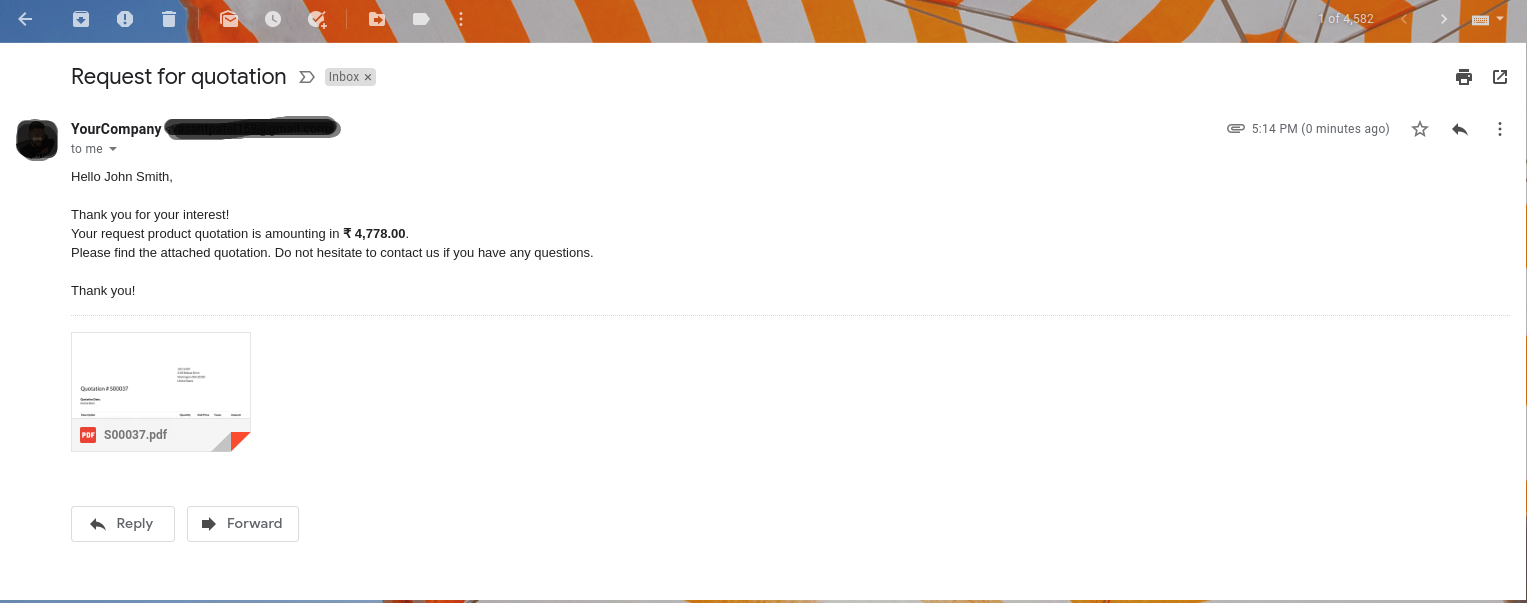 1 of 4,582
Request for quotation
Inbox
YourCompany
5:14 PM (0 minutes ago)
to me
Hello John Smith,
Thank you for your interest!
Your request product quotation is amounting in ₹ 4,778.00.
Please find the attached quotation. Do not hesitate to contact us if you have any questions.
Thank you!
Quotation # S00037
PDF S00037.pdf
Reply
Forward